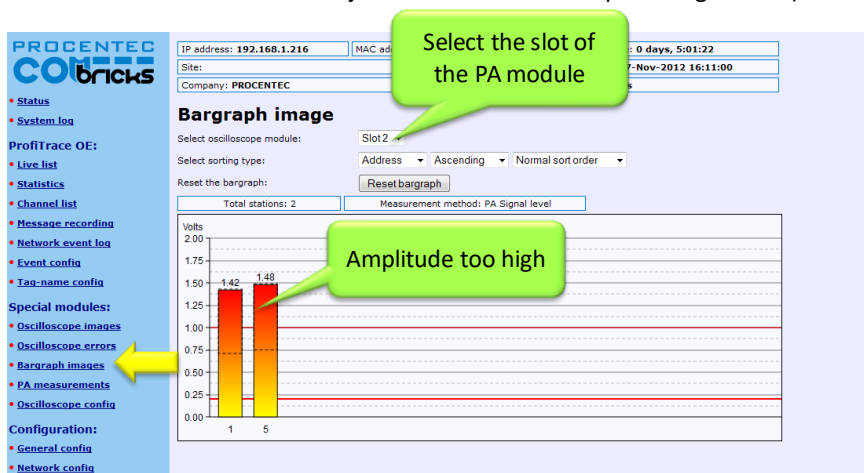 PROCENTEC
COMbricks
IP address: 192.168.1.216
MAC
: 0 days, 5:01:22
Site:
-Nov-2012 16:11:00
Company: PROCENTEC
Select the slot of
the PA module
• Status
• System log
ProfiTrace OE:
• Live list
• Statistics
• Channel list
• Message recording
• Network event log
• Event config
• Tag-name config
Special modules:
• Oscilloscope images
• Oscilloscope errors
• Bargraph images
• PA measurements
• Oscilloscope config
Configuration:
• General config
• Network config
Bargraph image
Select oscilloscope module: Slot 2
Select sorting type: Address Ascending Normal sort order
Reset the bargraph: Reset bargraph
Total stations: 2 Measurement method: PA Signal level
Volts
2.00
1.75
1.50
1.25
1.00
0.75
0.50
0.25
0.00
1.42 1.48
1 5
Amplitude too high